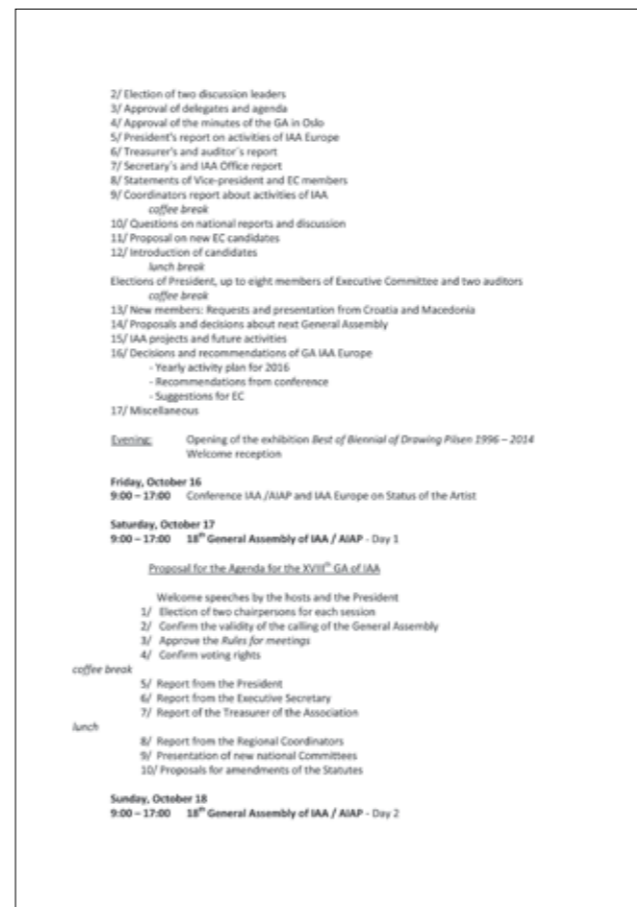 2/ Election of two discussion leaders
3/ Approval of delegates and agenda
4/ Approval of the minutes of the GA in Oslo
5/ President's report on activities of IAA Europe
6/ Treasurer's and auditor´s report
7/ Secretary´s and IAA Office report
8/ Statements of Vice-president and EC members
9/ Coordinators report about activities of IAA
coffee break
10/ Questions on national reports and discussion
11/ Proposal on new EC candidates
12/ Introduction of candidates
lunch break
Elections of President, up to eight members of Executive Committee and two auditors
coffee break
13/ New members: Requests and presentation from Croatia and Macedonia
14/ Proposals and decisions about next General Assembly
15/ IAA projects and future activities
16/ Decisions and recommendations of GA IAA Europe
- Yearly activity plan for 2016
- Recommendations from conference
- Suggestions for EC
17/ Miscellaneous
Evening: Opening of the exhibition Best of Biennial of Drawing Pilsen 1996 – 2014
Welcome reception
Friday, October 16
9:00 – 17:00 Conference IAA /AIAP and IAA Europe on Status of the Artist
Saturday, October 17
9:00 – 17:00 18th General Assembly of IAA / AIAP - Day 1
Proposal for the Agenda for the XVIIIth GA of IAA
Welcome speeches by the hosts and the President
1/ Election of two chairpersons for each session
2/ Confirm the validity of the calling of the General Assembly
3/ Approve the Rules for meetings
4/ Confirm voting rights
coffee break
5/ Report from the President
6/ Report from the Executive Secretary
7/ Report of the Treasurer of the Association
lunch
8/ Report from the Regional Coordinators
9/ Presentation of new national Committees
10/ Proposals for amendments of the Statutes
Sunday, October 18
9:00 – 17:00 18th General Assembly of IAA / AIAP - Day 2